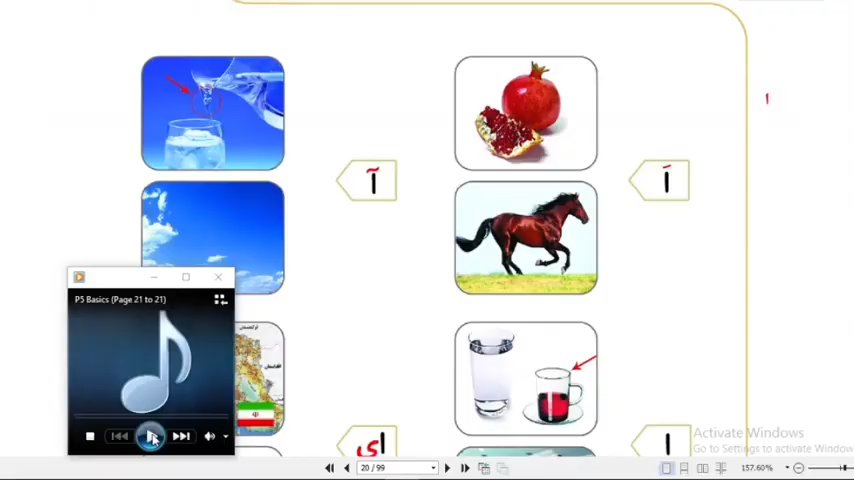 آ
اَ
P5 Basics (Page 21 to 21)
ای
ا
Activate Windows
Go to Settings to activate Windows
20 / 99
157.60%